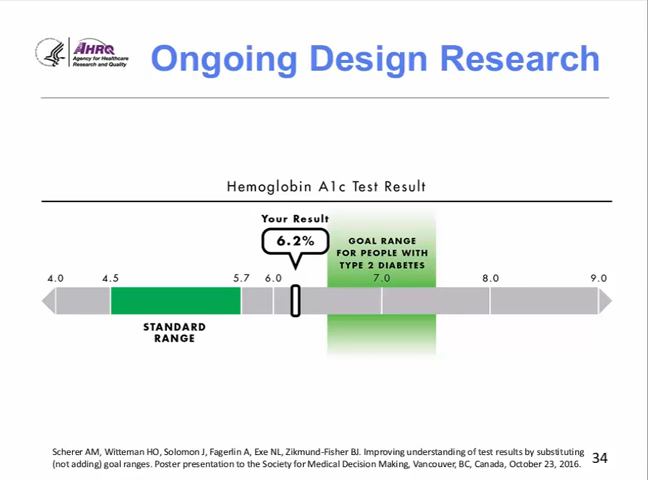 AHRQ
Agency for Healthcare
Research and Quality
Ongoing Design Research
Hemoglobin A1c Test Result
Your Result
6.2%
GOAL RANGE
FOR PEOPLE WITH
TYPE 2 DIABETES
4.0 4.5 5.7 6.0 7.0 8.0 9.0
STANDARD
RANGE
Scherer AM, Witteman HO, Solomon J, Fagerlin A, Exe NL, Zikmund-Fisher BJ. Improving understanding of test results by substituting
(not adding) goal ranges. Poster presentation to the Society for Medical Decision Making, Vancouver, BC, Canada, October 23, 2016.
34